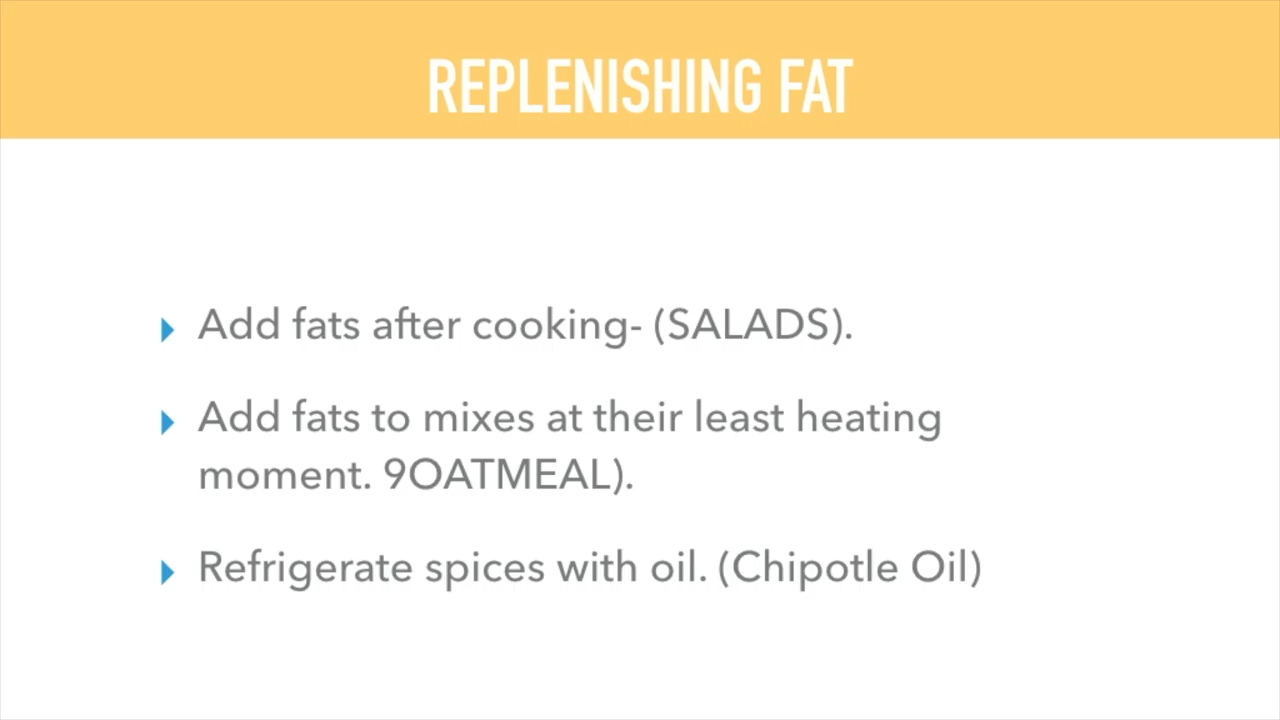 REPLENISHING FAT
Add fats after cooking- (SALADS).
Add fats to mixes at their least heating
moment. 9OATMEAL).
Refrigerate spices with oil. (Chipotle Oil)